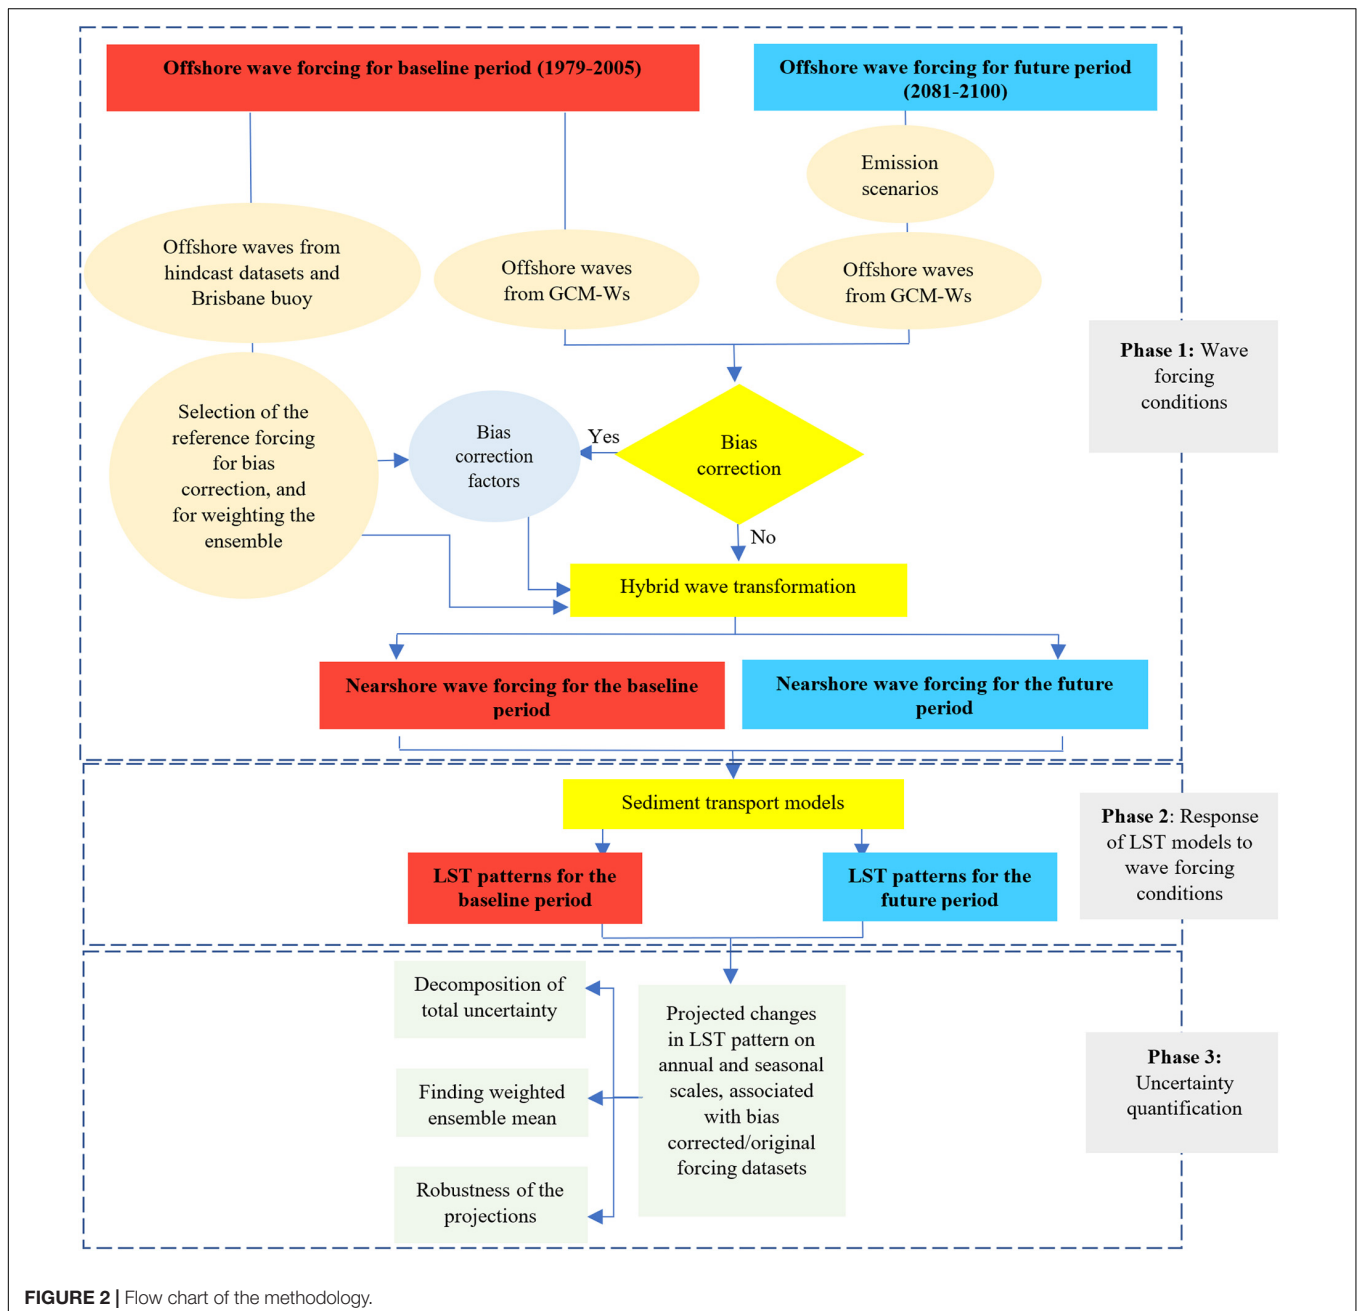 Offshore wave forcing for baseline period (1979-2005)
Offshore wave forcing for future period
(2081-2100)
Emission
scenarios
Offshore waves from
hindcast datasets and
Brisbane buoy
Offshore waves
from GCM-Ws
Offshore waves
from GCM-Ws
Phase 1: Wave
forcing
conditions
Selection of the
reference forcing
for bias
correction, and
for weighting the
ensemble
Bias
correction
factors
Yes
Bias
correction
No
Hybrid wave transformation
Nearshore wave forcing for the baseline
period
Nearshore wave forcing for the future
period
Sediment transport models
Phase 2: Response
of LST models to
wave forcing
conditions
LST patterns for the
baseline period
LST patterns for the
future period
Decomposition of
total uncertainty
Finding weighted
ensemble mean
Robustness of the
projections
Projected changes
in LST pattern on
annual and seasonal
scales, associated
with bias
corrected/original
forcing datasets
Phase 3:
Uncertainty
quantification
FIGURE 2 | Flow chart of the methodology.